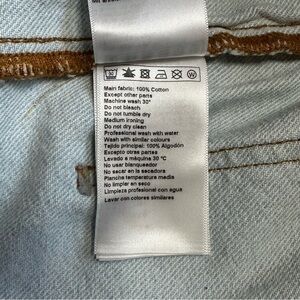 Main fabric: 100% Cotton
Except other parts
Machine wash 30°
Do not bleach
Do not tumble dry
Medium ironing
Do not dry clean
Professional wash with water
Wash with similar colours
Tejido principal: 100% Algodón
Excepto otras partes
Lavado a máquina 30 ºC
No usar blanqueador
No secar en la secadora
Plancha temperatura media
No limpiar en seco
Limpieza profesional con agua
Lavar con colores similares